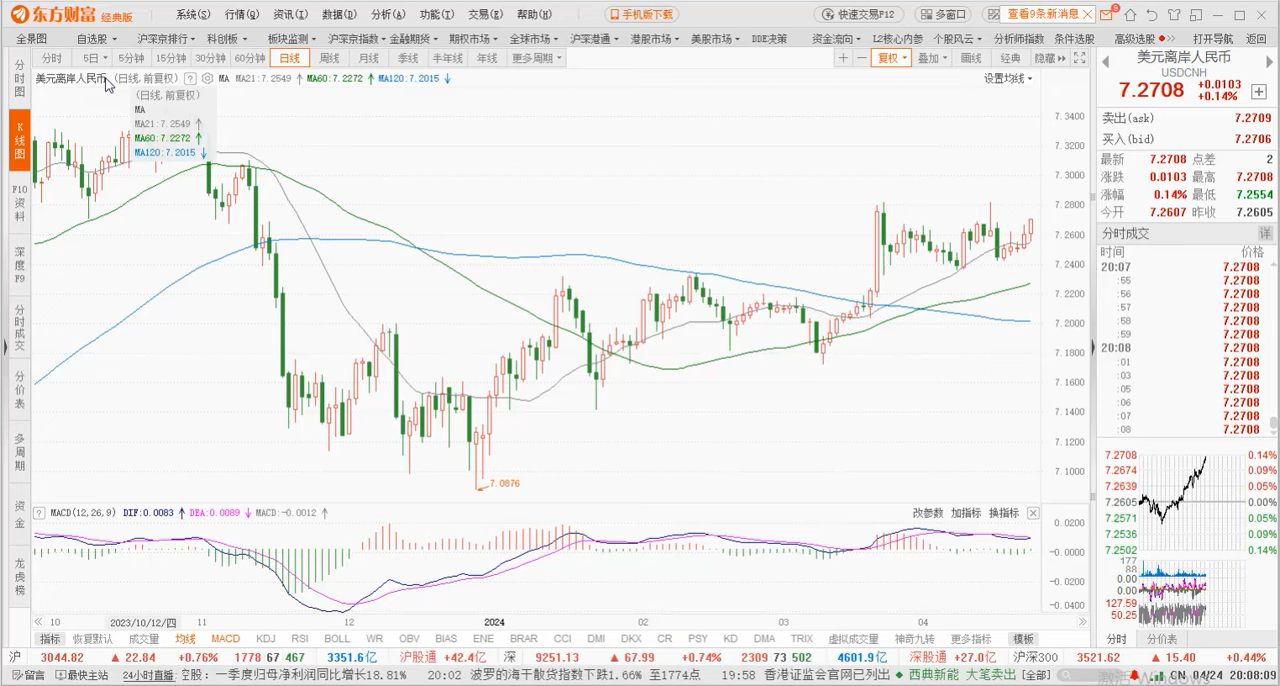 东方财富 经典版 系统(S) 行情(Q) 资讯(I) 数据(D) 分析(A) 功能(T) 交易(E) 帮助(H) 手机版下载 快速交易F12 多窗口 查看9条新消息 9
全景图 自选股 沪深京排行 科创板 板块监测 沪深京指数 金融期货 期权市场 全球市场 沪深港通 港股市场 美股市场 DDE决策 资金流向 L2核心内参 个股风云 分析师指数 条件选股 高级选股 打开导航 返回
分时 5日 5分钟 15分钟 30分钟 60分钟 日线 周线 月线 季线 半年线 年线 更多周期 复权 叠加 画线 经典 隐藏
美元离岸人民币 (日线,前复权) MA MA21:7.2549 MA60:7.2272 MA120:7.2015 设置均线
(日线,前复权)
MA
MA21:7.2549
MA60:7.2272
MA120:7.2015
分时图
K线图
F10资料
深度F9
分时成交
分价表
多周期
资金
龙虎榜
7.3400
7.3200
7.3000
7.2800
7.2600
7.2400
7.2200
7.2000
7.1800
7.1600
7.1400
7.1200
7.1000
7.0876
MACD(12,26,9) DIF:0.0083 DEA:0.0089 MACD:-0.0012 改参数 加指标 换指标
0.0200
-0.0000
-0.0200
-0.0400
10 2023/10/12/四 11 12 2024 02 03 04
指标 恢复默认 成交量 均线 MACD KDJ RSI BOLL WR OBV BIAS ENE BRAR CCI DMI DKX CR PSY KD DMA TRIX 虚拟成交量 神奇九转 更多指标 模板
美元离岸人民币
USDCNH
7.2708 +0.0103
+0.14%
卖出(ask) 7.2709
买入(bid) 7.2706
最新 7.2708 点差 2
涨跌 0.0103 最高 7.2708
涨幅 0.14% 最低 7.2554
今开 7.2607 昨收 7.2605
分时成交 详
时间 价格
20:07 7.2708
:55 7.2708
:56 7.2708
:57 7.2708
:58 7.2708
:59 7.2708
20:08 7.2708
:01 7.2708
:03 7.2708
:05 7.2708
:06 7.2708
:07 7.2708
:08 7.2708
7.2708 0.14%
7.2674 0.09%
7.2639 0.05%
7.2605 0.00%
7.2571 0.05%
7.2536 0.09%
7.2502 0.14%
177
88
0.00
0.00
127.59
50.25
分时 分价表
沪 3044.82 ▲ 22.84 +0.76% 1778 67 467 3351.6亿 沪股通 +42.4亿 深 9251.13 ▲ 67.99 +0.74% 2309 73 502 4601.9亿 深股通 +27.0亿 沪深300 3521.62 ▲ 15.40 +0.44%
留言 最快主站 24小时直播 一季度归母净利润同比增长8.81% 20:02 波罗的海干散货指数下跌1.66% 至1774点 19:58 香港证监会官网已列出 西典新能 大笔卖出 [全部] CN 04/24 20:08:09
激活 Windows